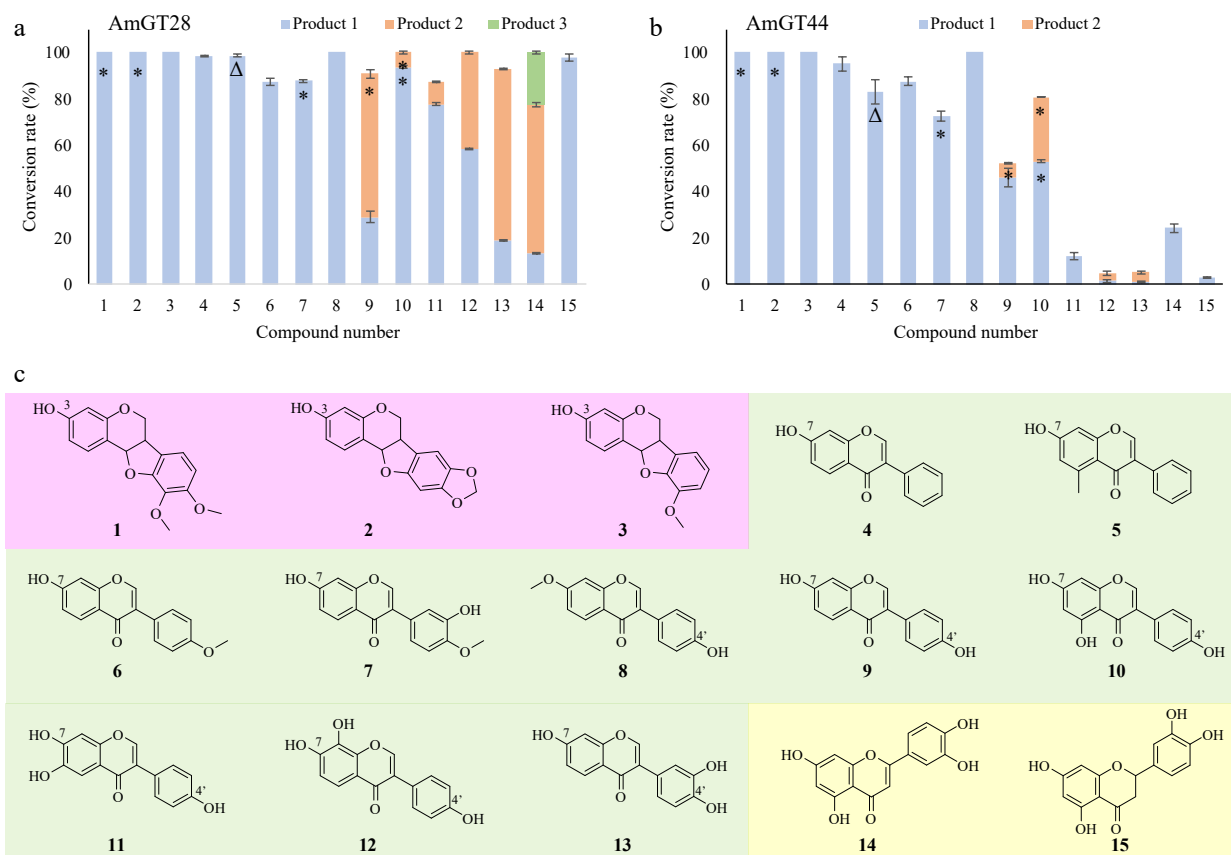 a
AmGT28
Product 1 Product 2 Product 3
Conversion rate (%)
100
80
60
40
20
0
* * Δ * * * *
1 2 3 4 5 6 7 8 9 10 11 12 13 14 15
Compound number
b
AmGT44
Product 1 Product 2
Conversion rate (%)
100
80
60
40
20
0
* * Δ * * * *
1 2 3 4 5 6 7 8 9 10 11 12 13 14 15
Compound number
c
HO 3 O O O O
1
HO 3 O O O O
2
HO 3 O O O
3
HO 7 O O
4
HO 7 O O
5
HO 7 O O O
6
HO 7 O O OH O
7
O O O 4' OH
8
HO 7 O O 4' OH
9
HO 7 O OH O 4' OH
10
HO 7 O HO O 4' OH
11
OH HO 7 O O 4' OH
12
HO 7 O O OH 4' OH
13
OH HO O OH OH O
14
OH OH HO O OH O
15